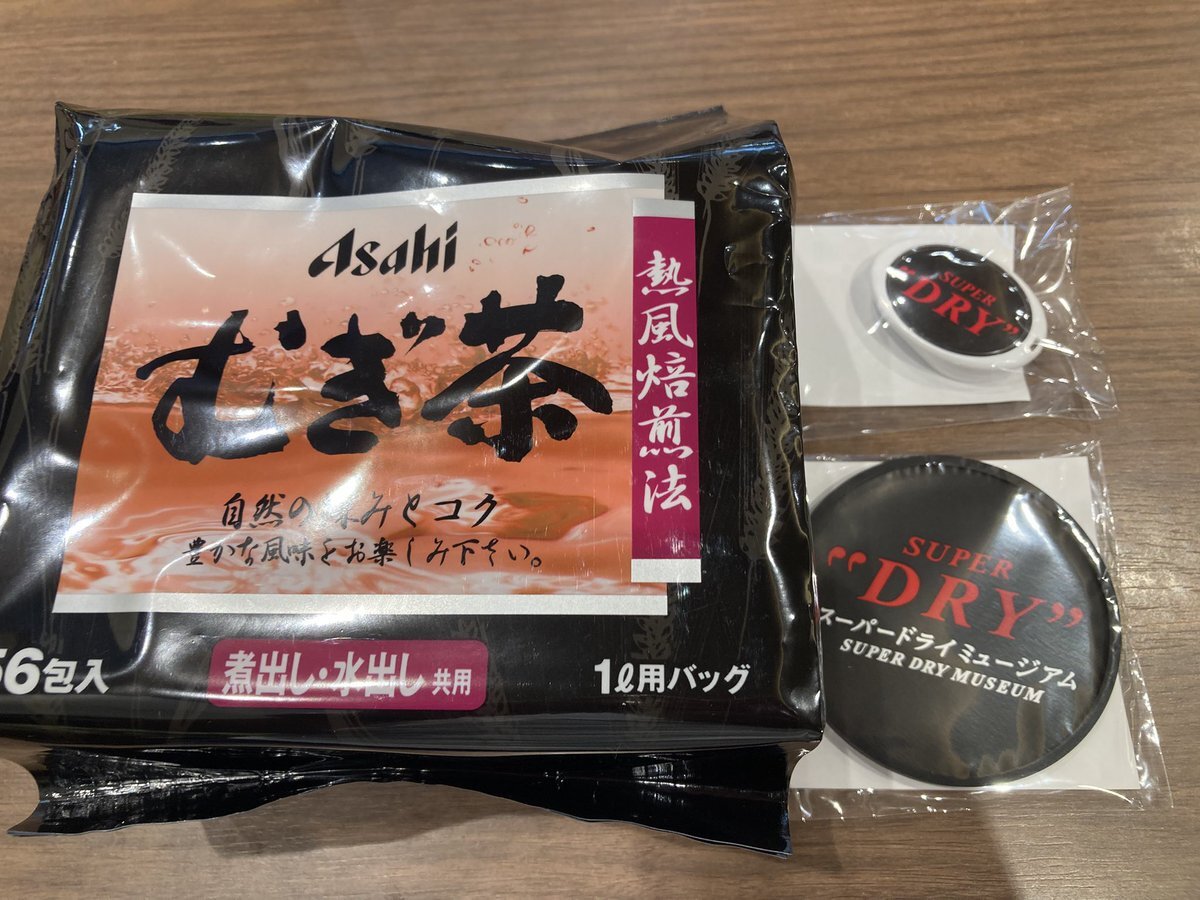 Asahi
むぎ茶
熱風焙煎法
自然の味みとコク
豊かな風味をお楽しみ下さい。
56包入
煮出し・水出し 共用
1ℓ用バッグ
SUPER
"DRY"
SUPER
"DRY"
スーパードライミュージアム
SUPER DRY MUSEUM